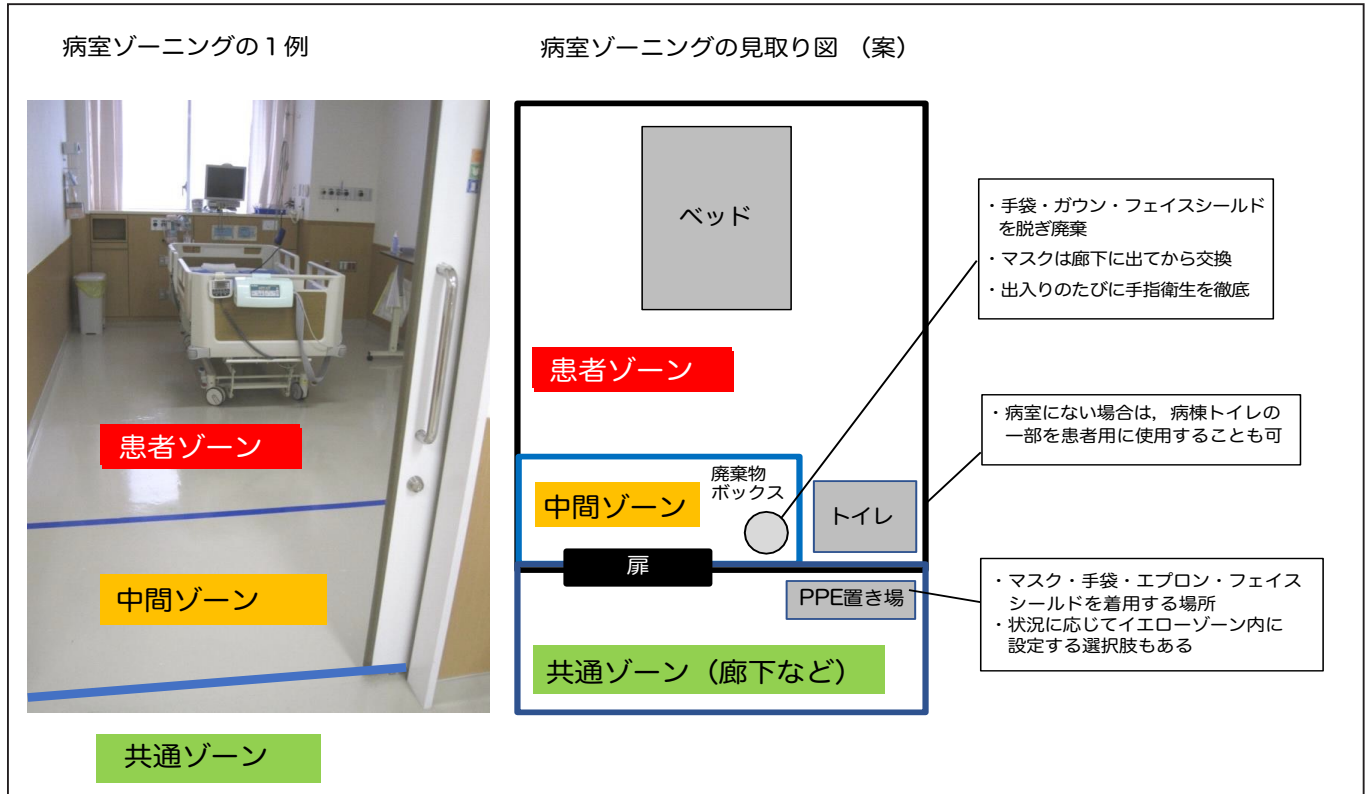 病室ゾーニングの1例
患者ゾーン
中間ゾーン
共通ゾーン
病室ゾーニングの見取り図 （案）
ベッド
患者ゾーン
中間ゾーン
廃棄物
ボックス
トイレ
扉
PPE置き場
共通ゾーン（廊下など）
・手袋・ガウン・フェイスシールド
を脱ぎ廃棄
・マスクは廊下に出てから交換
・出入りのたびに手指衛生を徹底
・病室にない場合は，病棟トイレの
一部を患者用に使用することも可
・マスク・手袋・エプロン・フェイス
シールドを着用する場所
・状況に応じてイエローゾーン内に
設定する選択肢もある